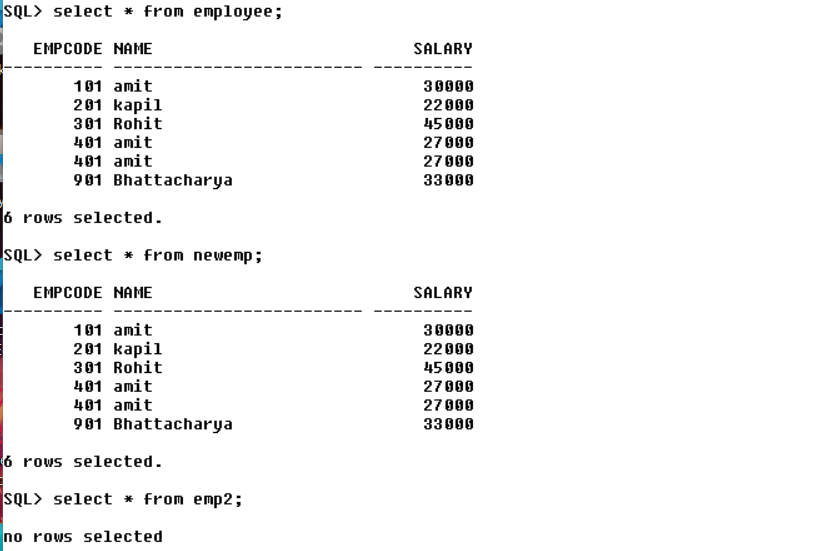 SQL> select * from employee;
EMPCODE NAME SALARY
---------- ------------------------- ----------
101 amit 30000
201 kapil 22000
301 Rohit 45000
401 amit 27000
401 amit 27000
901 Bhattacharya 33000
6 rows selected.
SQL> select * from newemp;
EMPCODE NAME SALARY
---------- ------------------------- ----------
101 amit 30000
201 kapil 22000
301 Rohit 45000
401 amit 27000
401 amit 27000
901 Bhattacharya 33000
6 rows selected.
SQL> select * from emp2;
no rows selected